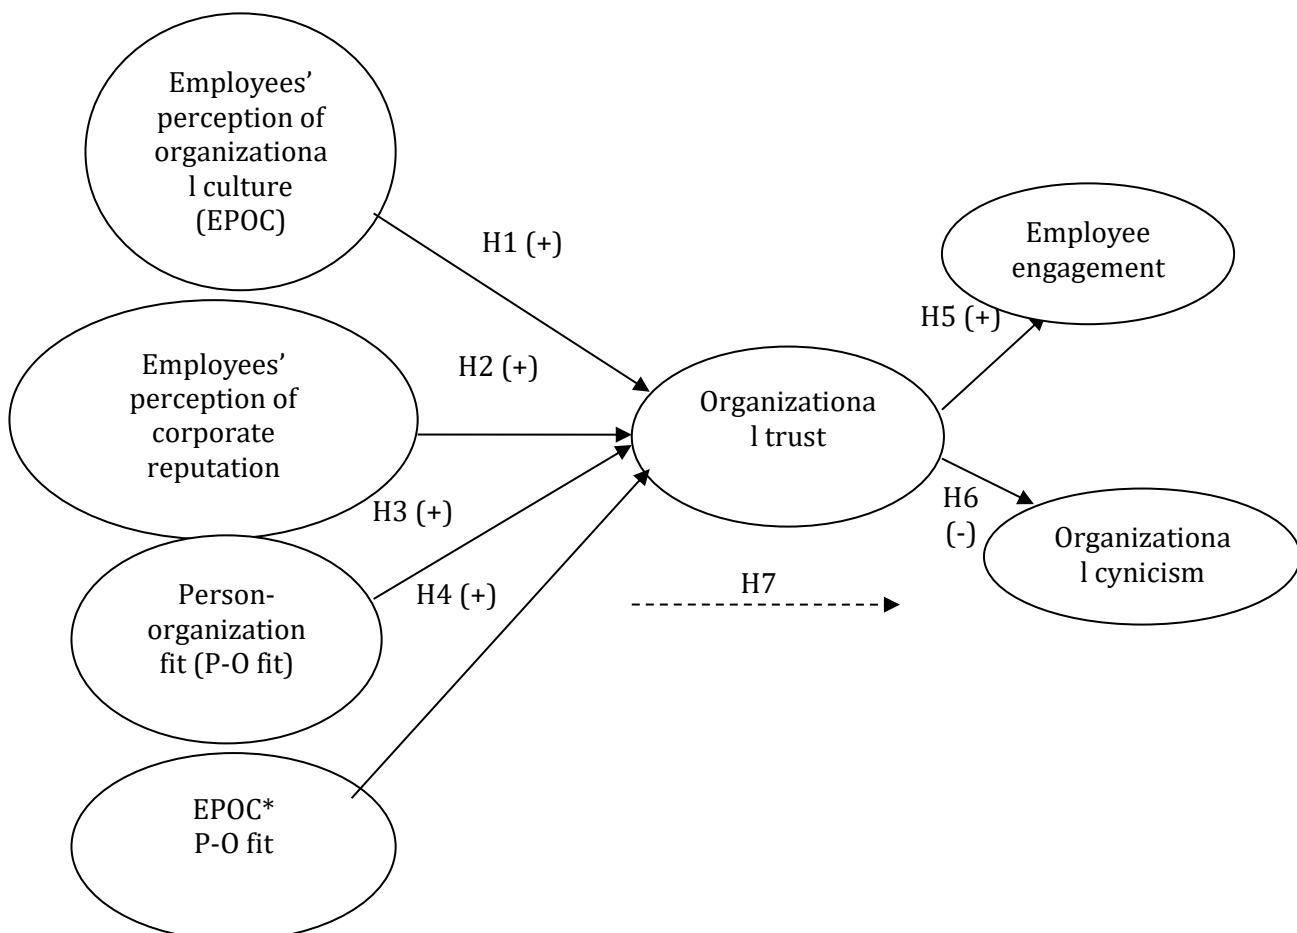 Employees’
perception of
organizationa
l culture
(EPOC)
H1 (+)
Employees’
perception of
corporate
reputation
H2 (+)
H3 (+)
Person-
organization
fit (P-O fit)
H4 (+)
EPOC*
P-O fit
Organizationa
l trust
H5 (+)
Employee
engagement
H6
(-)
Organizationa
l cynicism
H7